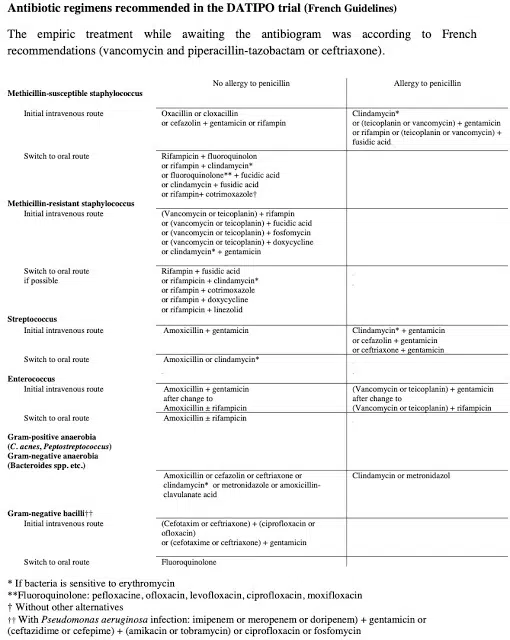 Antibiotic regimens recommended in the DATIPO trial (French Guidelines)
The empiric treatment while awaiting the antibiogram was according to French
recommendations (vancomycin and piperacillin-tazobactam or ceftriaxone).
No allergy to penicillin
Allergy to penicillin
Methicillin-susceptible staphylococcus
Initial intravenous route
Oxacillin or cloxacillin
or cefazolin + gentamicin or rifampin
Clindamycin*
or (teicoplanin or vancomycin) + gentamicin
or rifampin or (teicoplanin or vancomycin) +
fusidic acid
Switch to oral route
Rifampicin + fluoroquinolon
or rifampin + clindamycin*
or fluoroquinolone** + fucidic acid
or clindamycin + fusidic acid
or rifampin+ cotrimoxazole†
Methicillin-resistant staphylococcus
Initial intravenous route
(Vancomycin or teicoplanin) + rifampin
or (vancomycin or teicoplanin) + fucidic acid
or (vancomycin or teicoplanin) + fosfomycin
or (vancomycin or teicoplanin) + doxycycline
or clindamycin* + gentamicin
Switch to oral route
if possible
Rifampin + fusidic acid
or rifampicin + clindamycin*
or rifampin + cotrimoxazole
or rifampin + doxycycline
or rifampicin + linezolid
Streptococcus
Initial intravenous route
Amoxicillin + gentamicin
Clindamycin* + gentamicin
or cefazolin + gentamicin
or ceftriaxone + gentamicin
Switch to oral route
Amoxicillin or clindamycin*
Enterococcus
Initial intravenous route
Amoxicillin + gentamicin
after change to
Amoxicillin ± rifampicin
(Vancomycin or teicoplanin) + gentamicin
after change to
(Vancomycin or teicoplanin) + rifampicin
Switch to oral route
Amoxicillin ± rifampicin
Gram-positive anaerobia
(C. acnes, Peptostreptococcus)
Gram-negative anaerobia
(Bacteroides spp. etc.)
Amoxicillin or cefazolin or ceftriaxone or
clindamycin* or metronidazole or amoxicillin-
clavulanate acid
Clindamycin or metronidazol
Gram-negative bacilli††
Initial intravenous route
(Cefotaxim or ceftriaxone) + (ciprofloxacin or
ofloxacin)
or (cefotaxime or ceftriaxone) + gentamicin
Switch to oral route
Fluoroquinolone
* If bacteria is sensitive to erythromycin
**Fluoroquinolone: pefloxacine, ofloxacin, levofloxacin, ciprofloxacin, moxifloxacin
† Without other alternatives
†† With Pseudomonas aeruginosa infection: imipenem or meropenem or doripenem) + gentamicin or
(ceftazidime or cefepime) + (amikacin or tobramycin) or ciprofloxacin or fosfomycin